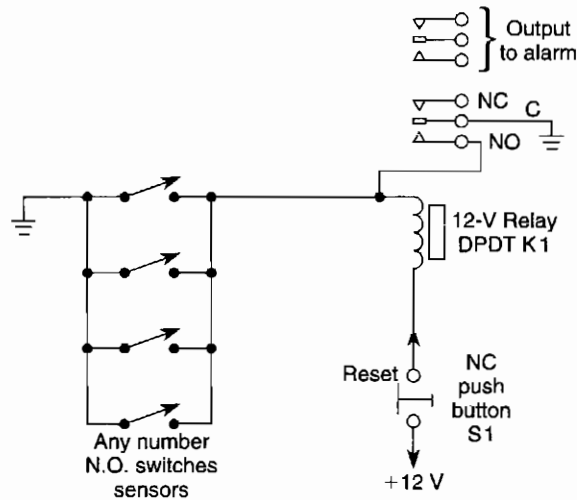 Output
to alarm
NC
C
NO
12-V Relay
DPDT K1
Reset
NC
push
button
S1
+12 V
Any number
N.O. switches
sensors